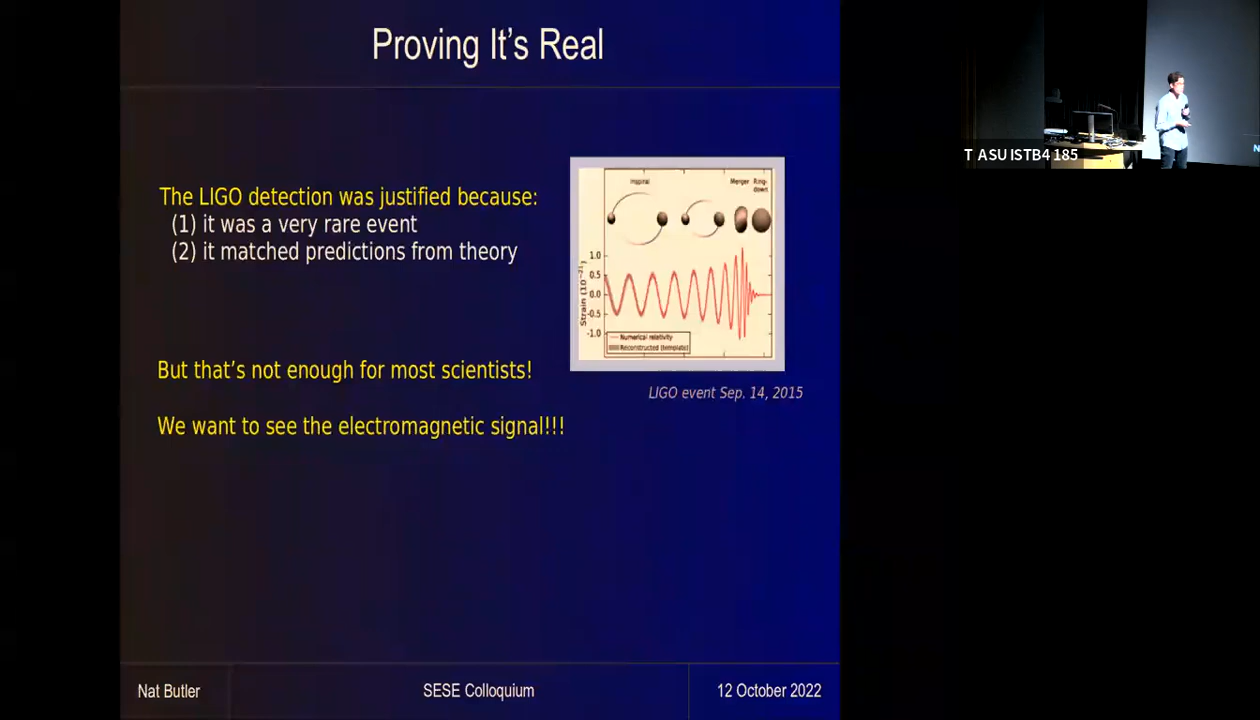 Proving It's Real
T ASU ISTB4 185
The LIGO detection was justified because:
(1) it was a very rare event
(2) it matched predictions from theory
Inspiral
Merger
Ring-
down
1.0
0.5
0.0
-0.5
-1.0
Strain (10⁻²¹)
Numerical relativity
Reconstructed (template)
LIGO event Sep. 14, 2015
But that's not enough for most scientists!
We want to see the electromagnetic signal!!!
Nat Butler
SESE Colloquium
12 October 2022
N